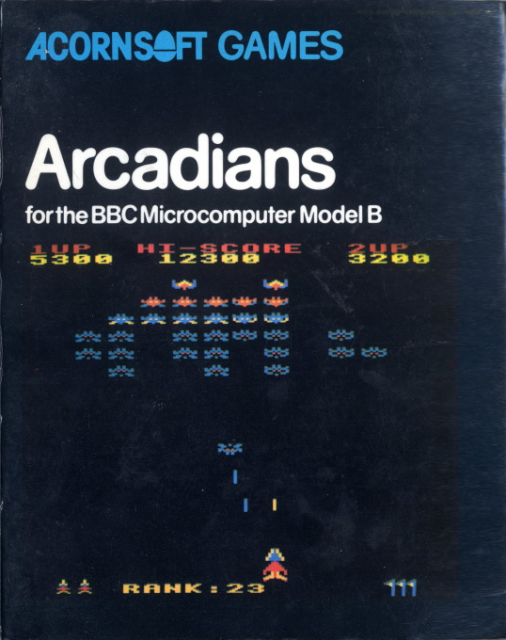 ACORNSOFT GAMES
Arcadians
for the BBC Microcomputer Model B
1UP HI-SCORE 2UP
5300 12300 3200
RANK:23